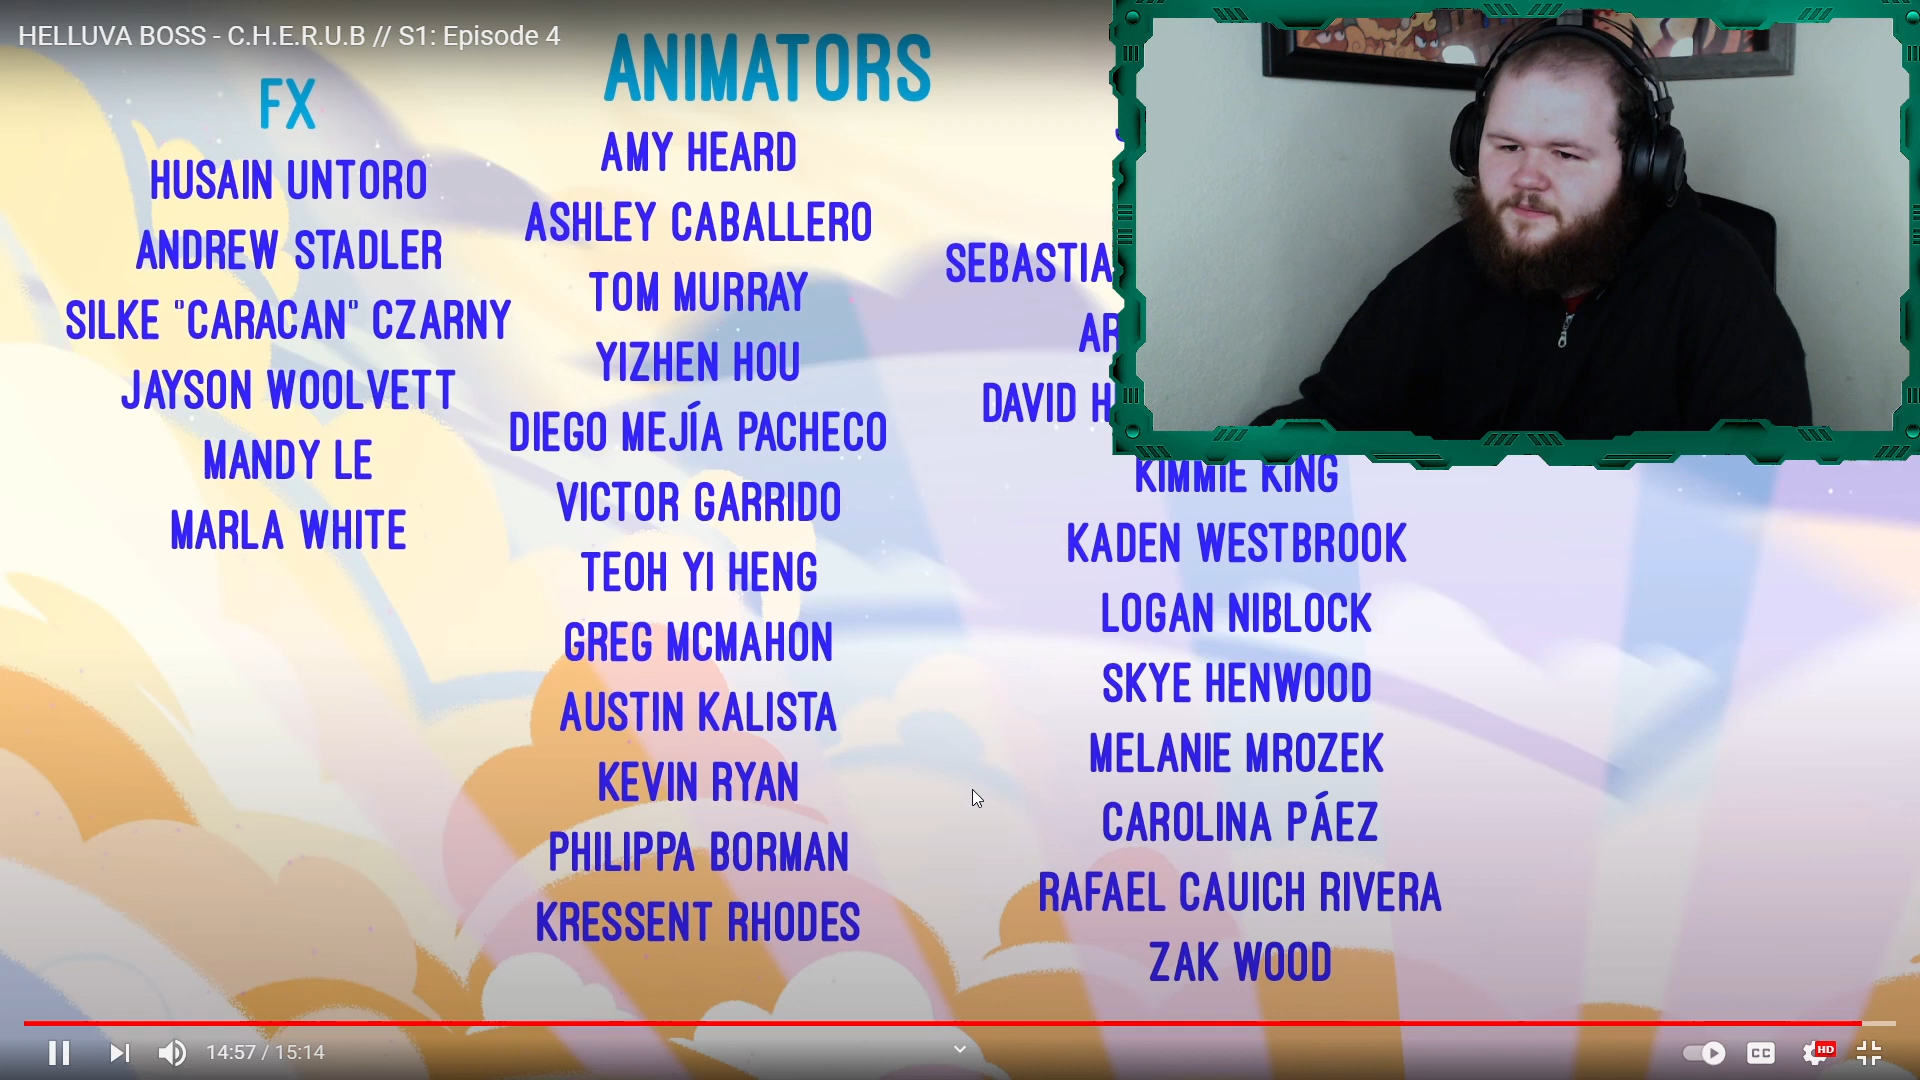 HELLUVA BOSS - C.H.E.R.U.B // S1: Episode 4
FX
HUSAIN UNTORO
ANDREW STADLER
SILKE "CARACAN" CZARNY
JAYSON WOOLVETT
MANDY LE
MARLA WHITE
ANIMATORS
AMY HEARD
ASHLEY CABALLERO
TOM MURRAY
YIZHEN HOU
DIEGO MEJÍA PACHECO
VICTOR GARRIDO
TEOH YI HENG
GREG MCMAHON
AUSTIN KALISTA
KEVIN RYAN
PHILIPPA BORMAN
KRESSENT RHODES
DAVID
KIMMIE KING
KADEN WESTBROOK
LOGAN NIBLOCK
SKYE HENWOOD
MELANIE MROZEK
CAROLINA PÁEZ
RAFAEL CAUICH RIVERA
ZAK WOOD
14:57 / 15:14
CC
HD